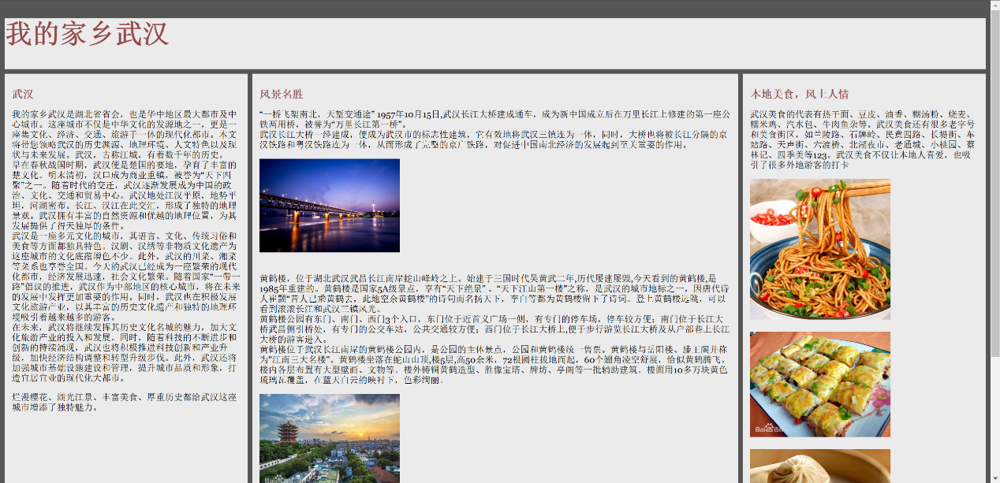 我的家乡武汉
武汉
我的家乡武汉是湖北省省会，也是华中地区最大都市及中
心城市。这座城市不仅是中华文化的发源地之一，更是一
座集文化、经济、交通、旅游于一体的现代化都市。本文
将带您领略武汉的历史渊源、地理环境、人文特色以及现
状与未来发展。武汉，古称江城，有着数千年的历史。
早在春秋战国时期，武汉便是楚国的要地，孕育了丰富的
楚文化。明末清初，汉口成为商业重镇，被誉为“天下四
聚”之一。随着时代的变迁，武汉逐渐发展成为中国的政
治、文化、交通和贸易中心。武汉地处江汉平原，地势平
坦，河湖密布。长江、汉江在此交汇，形成了独特的地理
景观。武汉拥有丰富的自然资源和优越的地理位置，为其
发展提供了得天独厚的条件。
武汉是一座多元文化的城市，其语言、文化、传统习俗和
美食等方面都独具特色。汉剧、汉绣等非物质文化遗产为
这座城市的文化底蕴增色不少。此外，武汉的川菜、湘菜
等菜系也享誉全国。今天的武汉已经成为一座繁荣的现代
化都市，经济发展迅速，社会文化繁荣。随着国家“一带一
路”倡议的推进，武汉作为中部地区的核心城市，将在未来
的发展中发挥更加重要的作用。同时，武汉也在积极发展
文化旅游产业，以其丰富的历史文化遗产和独特的地理环
境吸引着越来越多的游客。
在未来，武汉将继续发挥其历史文化名城的魅力，加大文
化旅游产业的投入和发展。同时，随着科技的不断进步和
创新的持续涌现，武汉也将积极推进科技创新和产业升
级，加快经济结构调整和转型升级步伐。此外，武汉还将
加强城市基础设施建设和管理，提升城市品质和形象，打
造宜居宜业的现代化大都市。
烂漫樱花、湖光江景、丰富美食、厚重历史都给武汉这座
城市增添了独特魅力。
风景名胜
“一桥飞架南北，天堑变通途” 1957年10月15日,武汉长江大桥建成通车，成为新中国成立后在万里长江上修建的第一座公
铁两用桥，被誉为“万里长江第一桥”。
武汉长江大桥一经建成，便成为武汉市的标志性建筑，它有效地将武汉三镇连为一体，同时，大桥也将被长江分隔的京
汉铁路和粤汉铁路连为一体，从而形成了完整的京广铁路，对促进中国南北经济的发展起到至关重要的作用。
黄鹤楼，位于湖北武汉武昌长江南岸蛇山峰岭之上。始建于三国时代吴黄武二年,历代屡建屡毁,今天看到的黄鹤楼,是
1985年重建的。黄鹤楼是国家5A级景点，享有“天下绝景” 、“天下江山第一楼”之称，是武汉的城市地标之一，因唐代诗
人崔颢“昔人已乘黄鹤去，此地空余黄鹤楼”的诗句而名扬天下，李白等都为黄鹤楼留下了诗词。登上黄鹤楼远眺，可以
看到滚滚长江和武汉三镇风光。
黄鹤楼公园有东门、南门、西门3个入口，东门位于近首义广场一侧，有专门的停车场，停车较方便；南门位于长江大
桥武昌侧引桥处，有专门的公交车站，公共交通较方便；西门位于长江大桥上,便于步行游览长江大桥及从户部巷上长江
大桥的游客进入。
黄鹤楼位于武汉长江南岸的黄鹤楼公园内，是公园的主体景点，公园和黄鹤楼统一售票。黄鹤楼与岳阳楼、滕王阁并称
为“江南三大名楼”。黄鹤楼坐落在蛇山山顶,楼5层,高50余米，72根圆柱拔地而起，60个翘角凌空舒展，恰似黄鹤腾飞。
楼内各层布置有大型壁画、文物等。楼外铸铜黄鹤造型、胜像宝塔、牌坊、亭阁等一批辅助建筑。楼面用10多万块黄色
琉璃瓦覆盖，在蓝天白云的映衬下，色彩绚丽。
Bai
本地美食，风土人情
武汉美食的代表有热干面、豆皮、油香、糊汤粉、烧麦、
糯米鸡、汽水包、牛肉鱼杂等。武汉美食还有很多老字号
和美食街区，如兰陵路、石牌岭、民意四路、长堤街、车
站路、天声街、六渡桥、北湖夜市、老通城、小桃园、蔡
林记、四季美等123。武汉美食不仅让本地人喜爱，也吸
引了很多外地游客的打卡
Bai